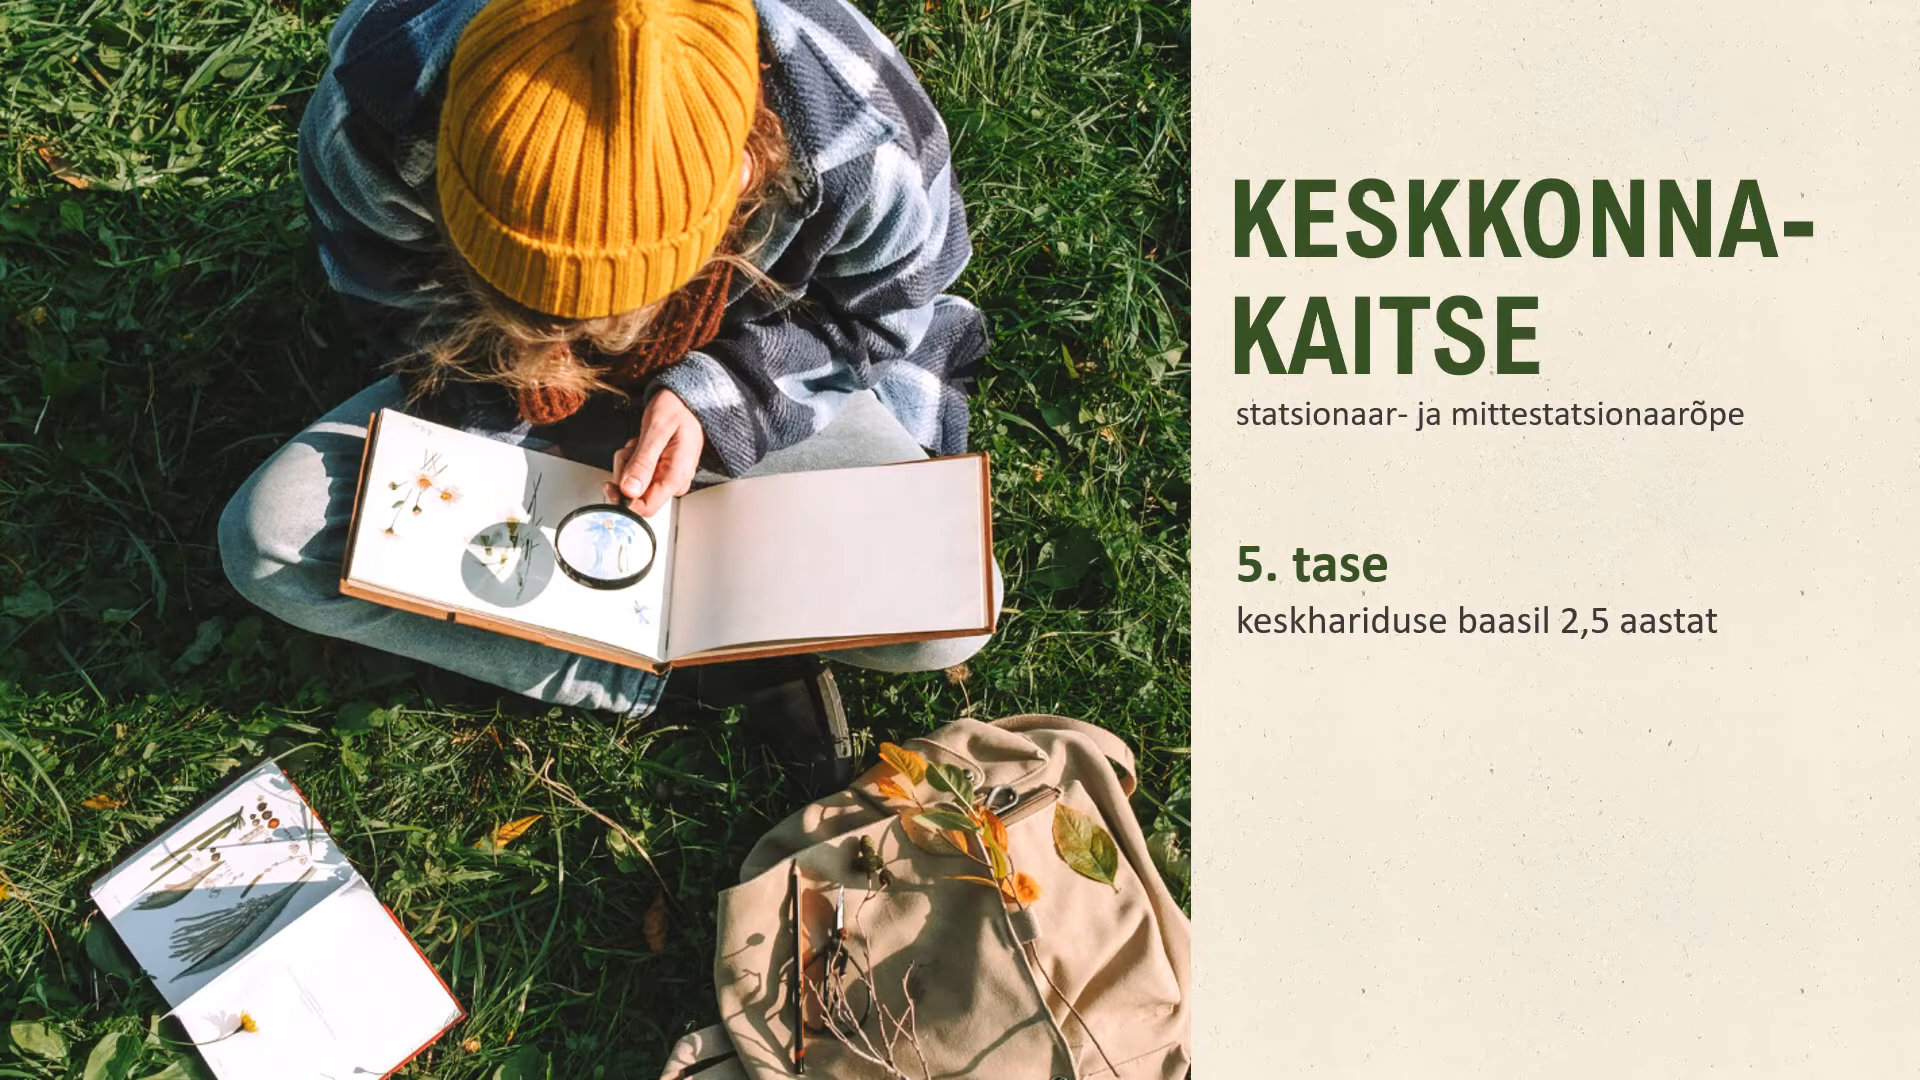 KESKKONNA-
KAITSE
statsionaar- ja mittestatsionaarõpe
5. tase
keskhariduse baasil 2,5 aastat